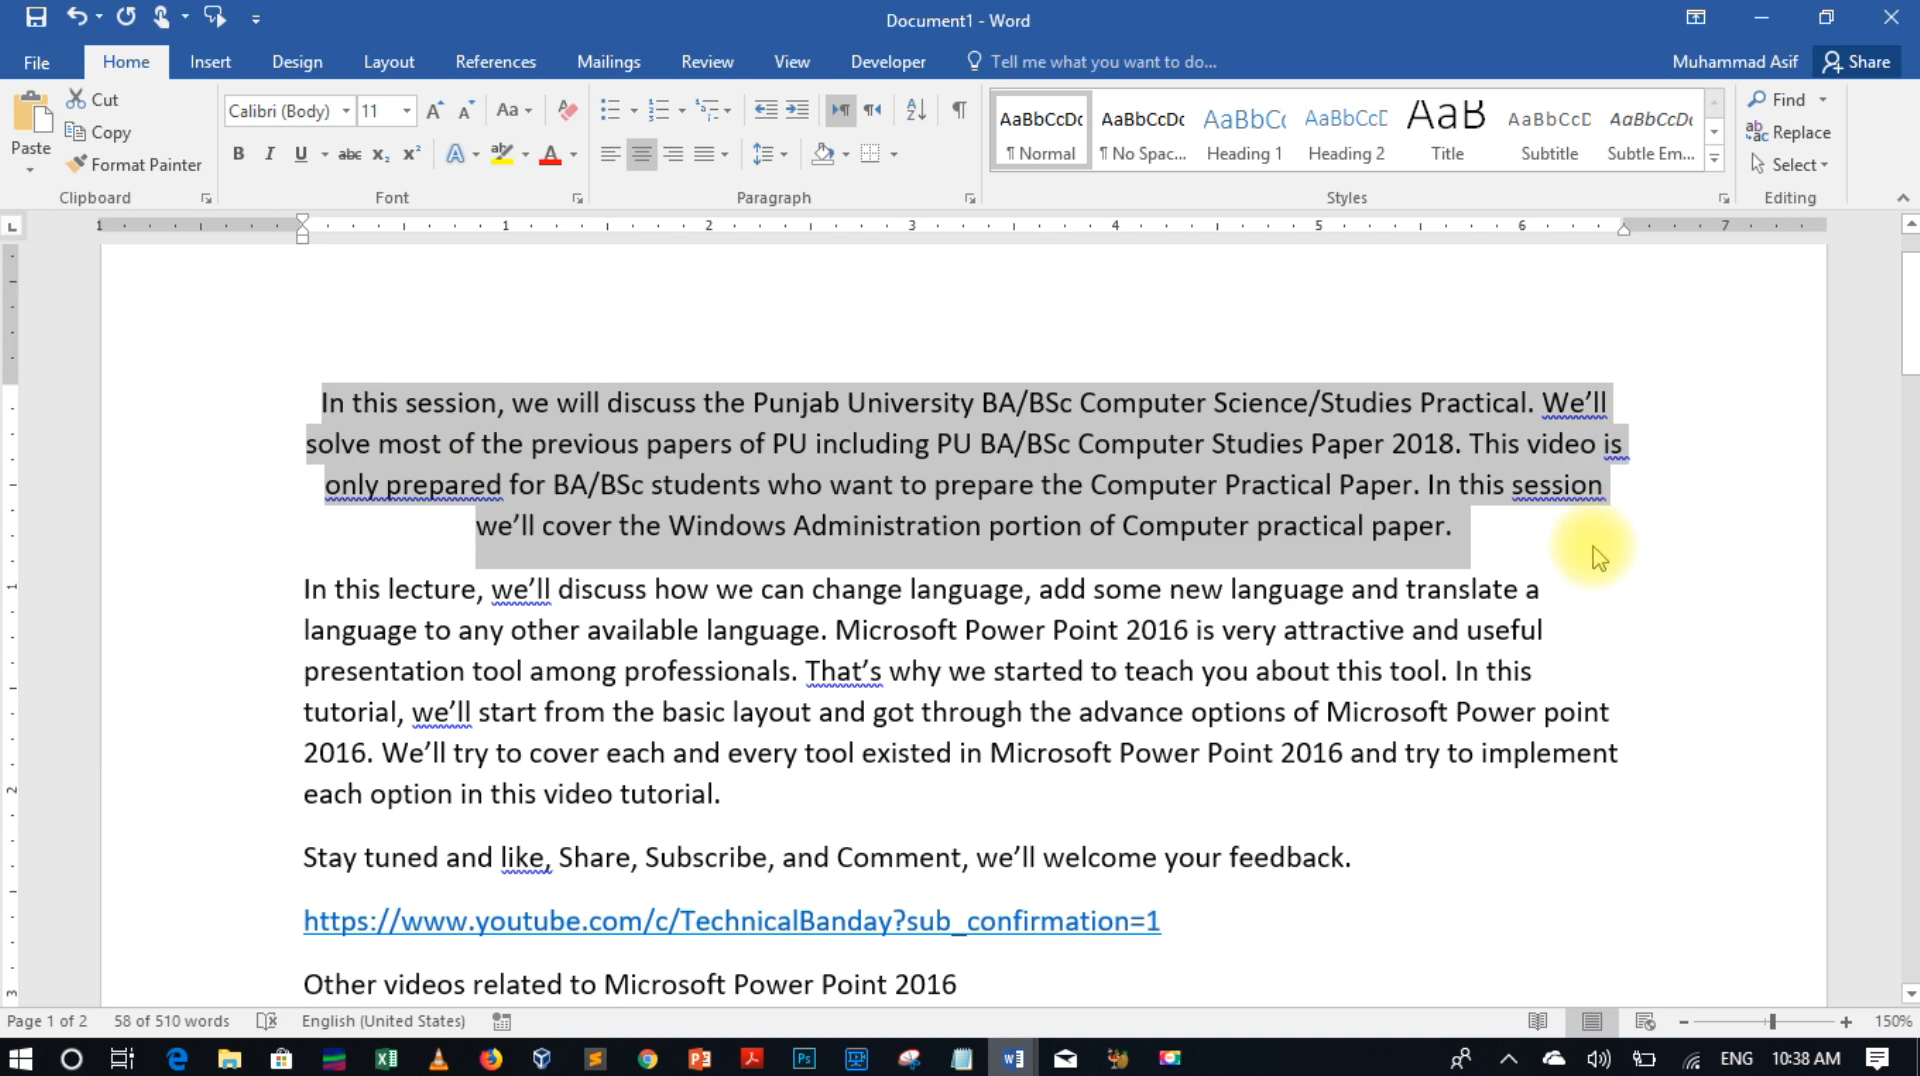 Document1 - Word
File Home Insert Design Layout References Mailings Review View Developer Tell me what you want to do... Muhammad Asif Share
Paste
Cut
Copy
Format Painter
Clipboard
Calibri (Body) 11
Font
Paragraph
AaBbCcDc AaBbCcDc AaBbCc AaBbCcD AaB AaBbCcD AaBbCcDc
¶ Normal ¶ No Spac... Heading 1 Heading 2 Title Subtitle Subtle Em...
Styles
Find
Replace
Select
Editing
1 1 2 3 4 5 6 7
In this session, we will discuss the Punjab University BA/BSc Computer Science/Studies Practical. We’ll
solve most of the previous papers of PU including PU BA/BSc Computer Studies Paper 2018. This video is
only prepared for BA/BSc students who want to prepare the Computer Practical Paper. In this session
we’ll cover the Windows Administration portion of Computer practical paper.
In this lecture, we’ll discuss how we can change language, add some new language and translate a
language to any other available language. Microsoft Power Point 2016 is very attractive and useful
presentation tool among professionals. That’s why we started to teach you about this tool. In this
tutorial, we’ll start from the basic layout and got through the advance options of Microsoft Power point
2016. We’ll try to cover each and every tool existed in Microsoft Power Point 2016 and try to implement
each option in this video tutorial.
Stay tuned and like, Share, Subscribe, and Comment, we’ll welcome your feedback.
https://www.youtube.com/c/TechnicalBanday?sub_confirmation=1
Other videos related to Microsoft Power Point 2016
Page 1 of 2 58 of 510 words English (United States) 150%
ENG 10:38 AM